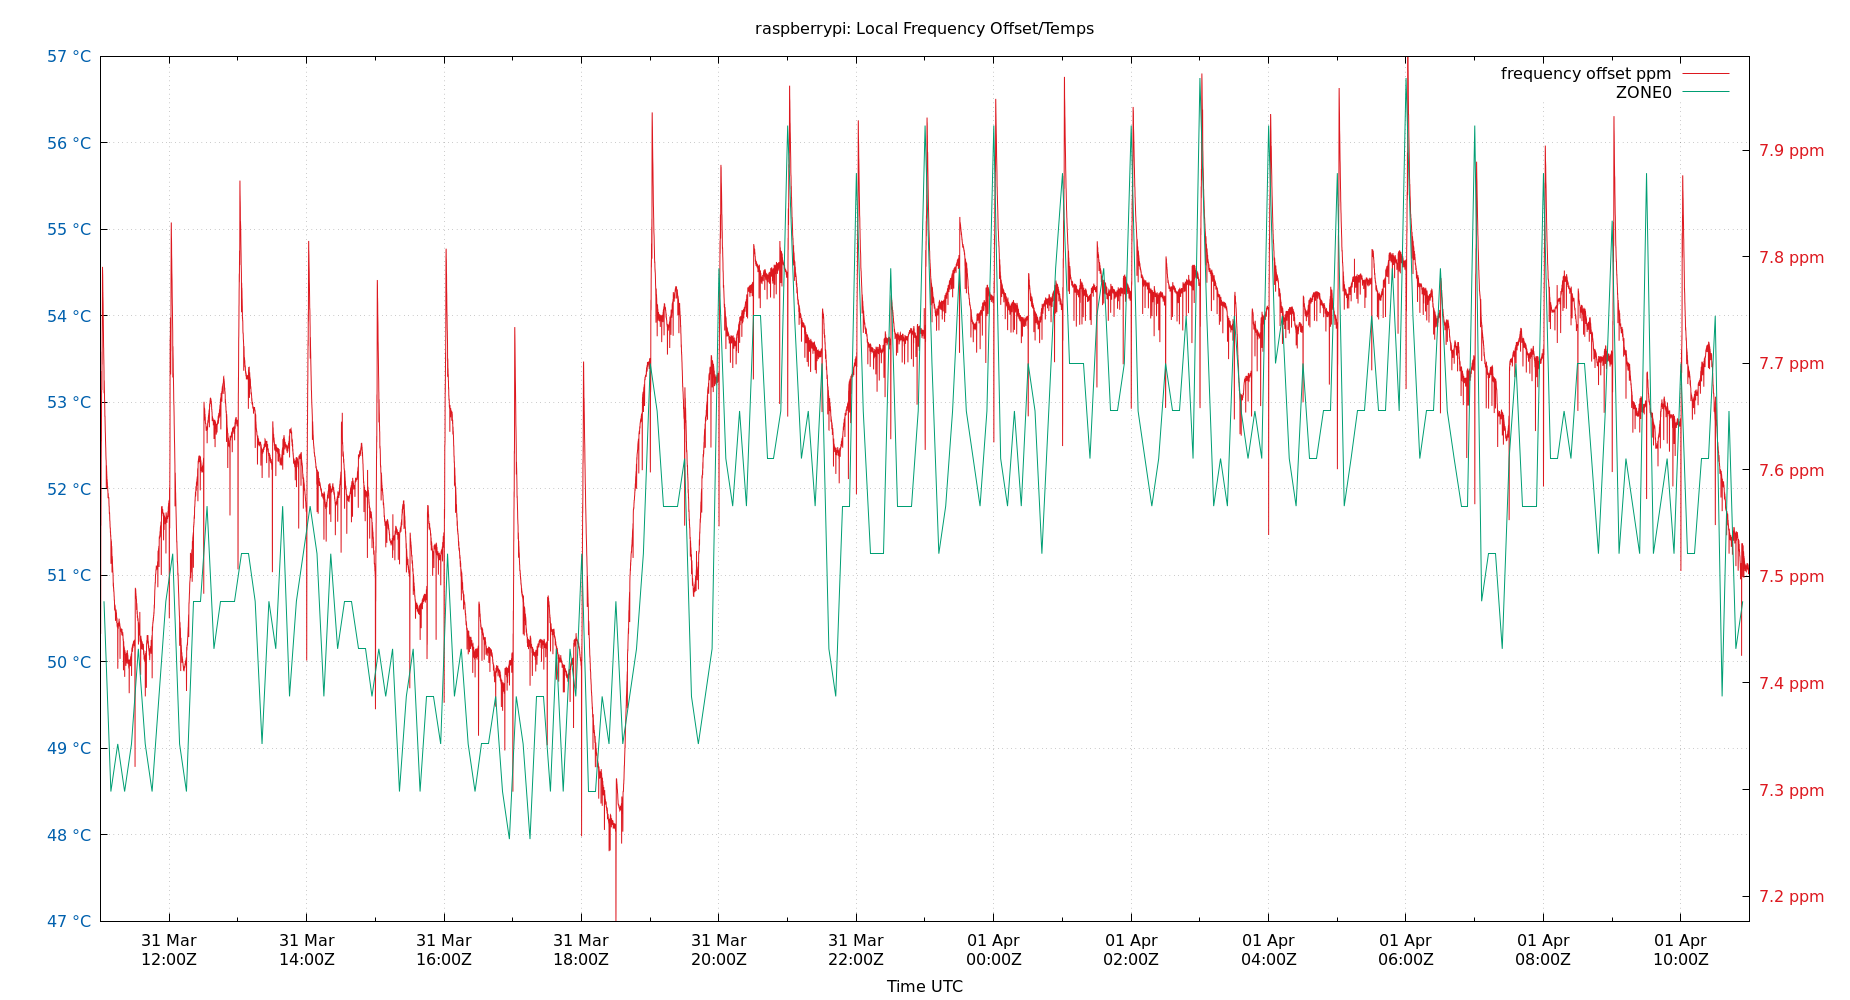 raspberrypi: Local Frequency Offset/Temps
frequency offset ppm
ZONE0
57 °C
56 °C
55 °C
54 °C
53 °C
52 °C
51 °C
50 °C
49 °C
48 °C
47 °C
7.9 ppm
7.8 ppm
7.7 ppm
7.6 ppm
7.5 ppm
7.4 ppm
7.3 ppm
7.2 ppm
31 Mar 31 Mar 31 Mar 31 Mar 31 Mar 31 Mar 01 Apr 01 Apr 01 Apr 01 Apr 01 Apr 01 Apr
12:00Z 14:00Z 16:00Z 18:00Z 20:00Z 22:00Z 00:00Z 02:00Z 04:00Z 06:00Z 08:00Z 10:00Z
Time UTC